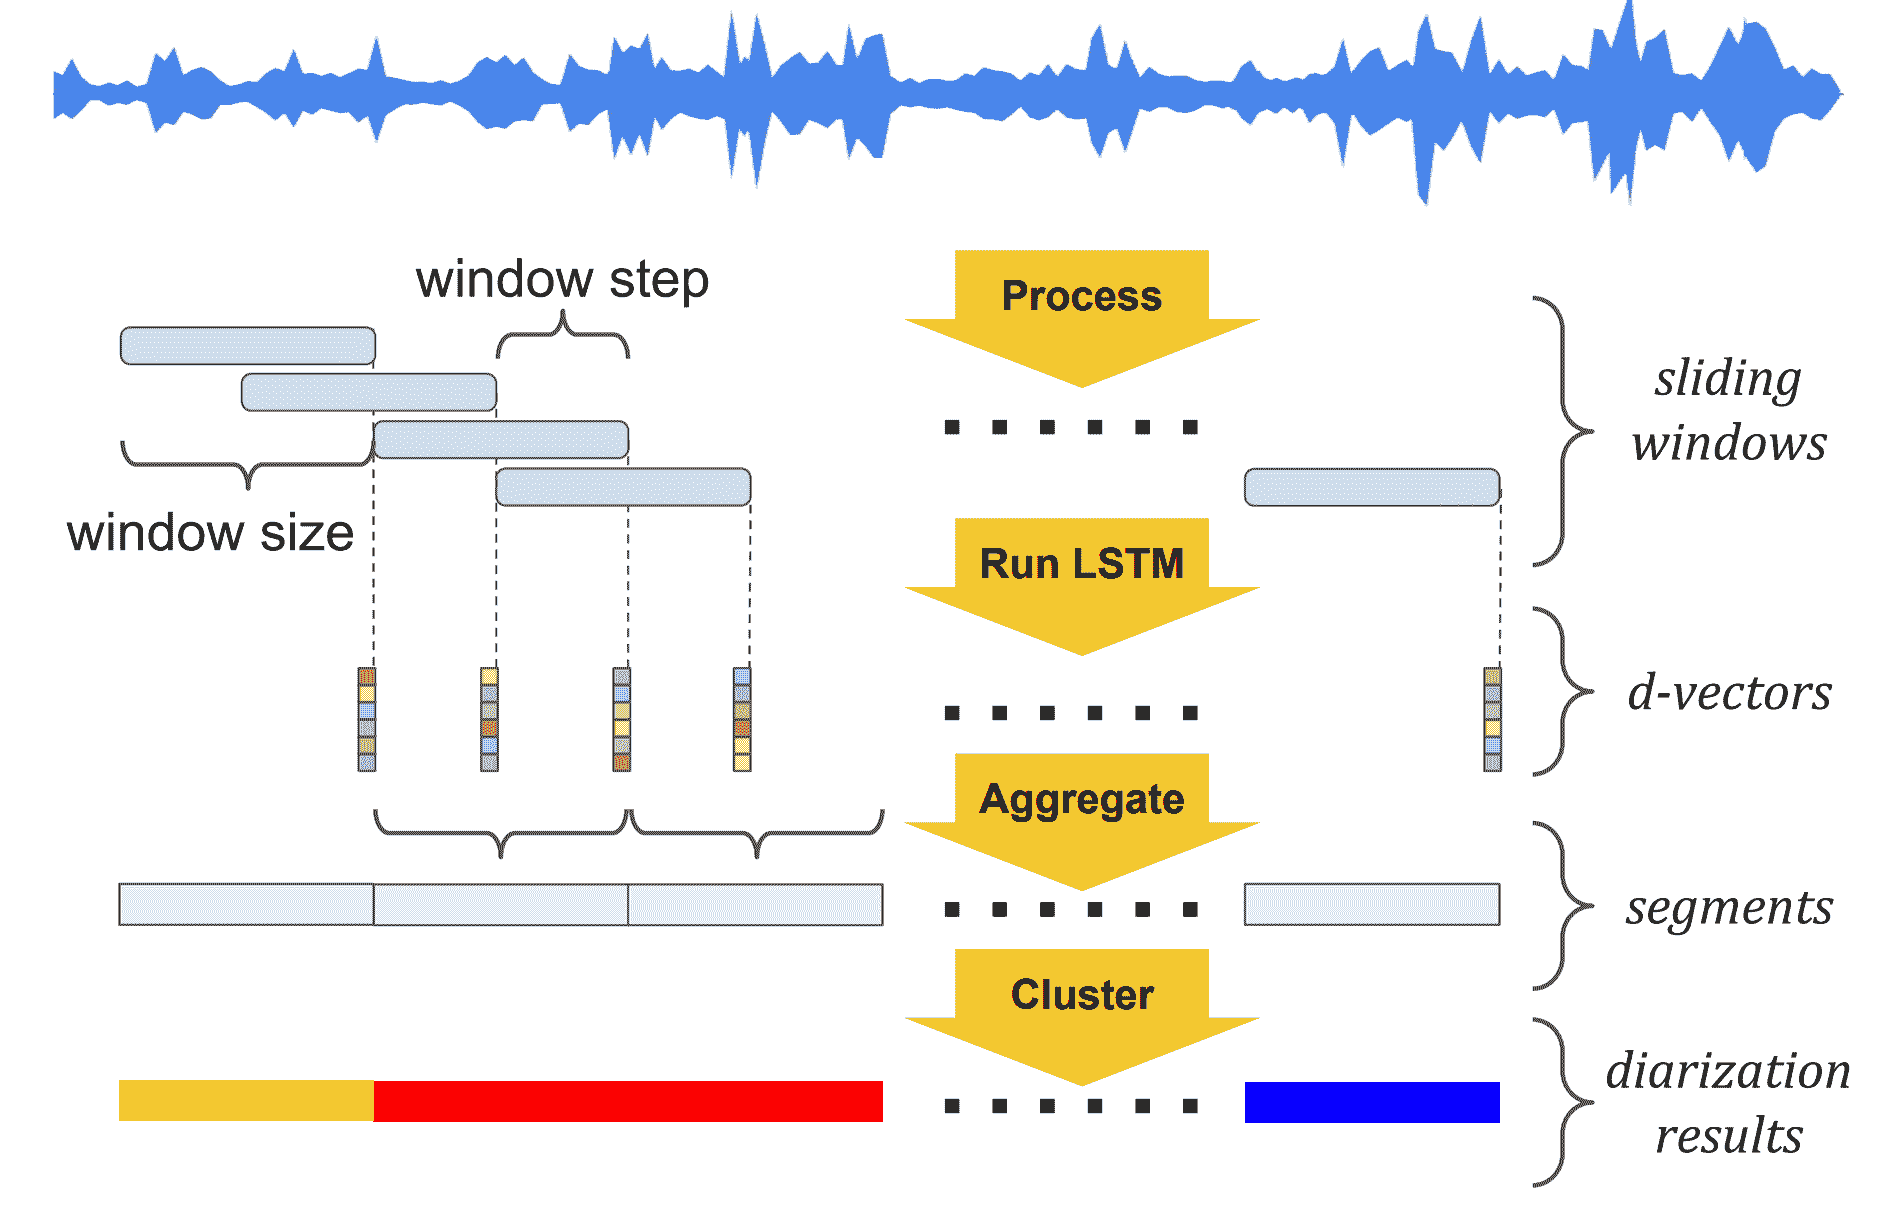 window step
Process
sliding
windows
window size
Run LSTM
d-vectors
Aggregate
segments
Cluster
diarization
results